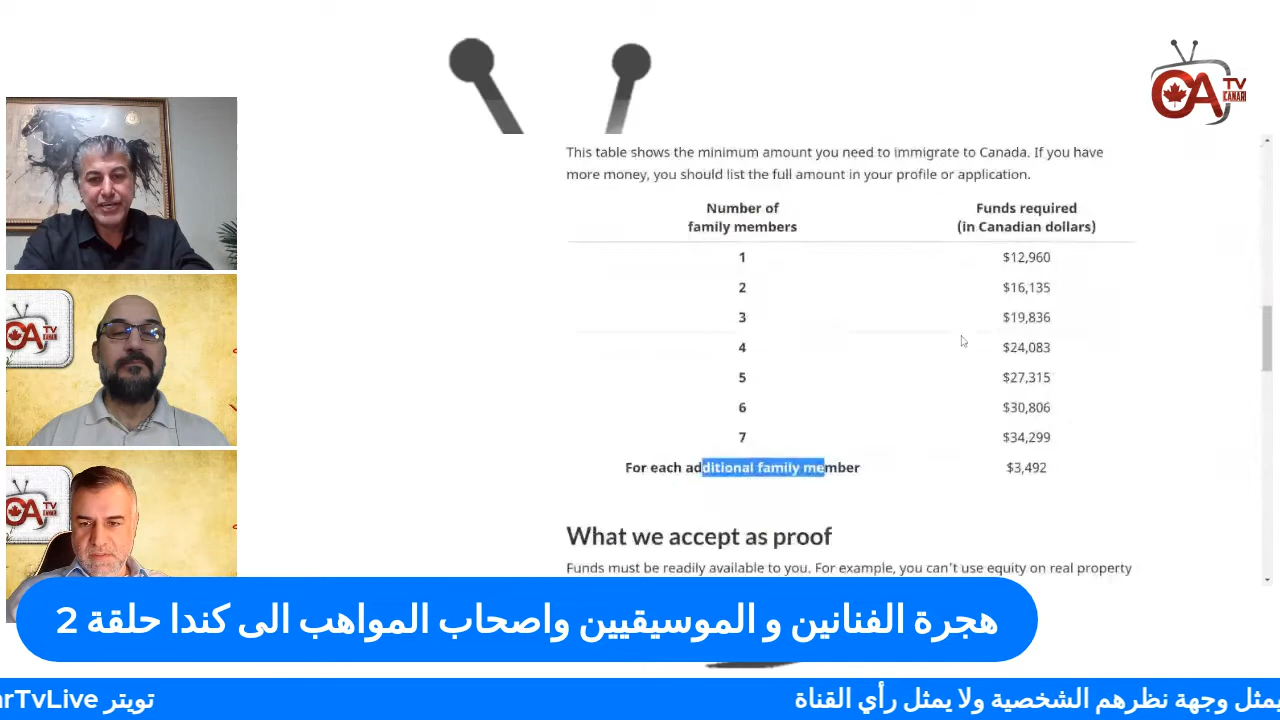 CA TV
CANAR
This table shows the minimum amount you need to immigrate to Canada. If you have
more money, you should list the full amount in your profile or application.
Number of
family members
Funds required
(in Canadian dollars)
1 $12,960
2 $16,135
3 $19,836
4 $24,083
5 $27,315
6 $30,806
7 $34,299
For each additional family member $3,492
What we accept as proof
Funds must be readily available to you. For example, you can't use equity on real property
هجرة الفنانين و الموسيقيين واصحاب المواهب الى كندا حلقة 2
يمثل وجهة نظرهم الشخصية ولا يمثل رأي القناة
تويتر arTvLive